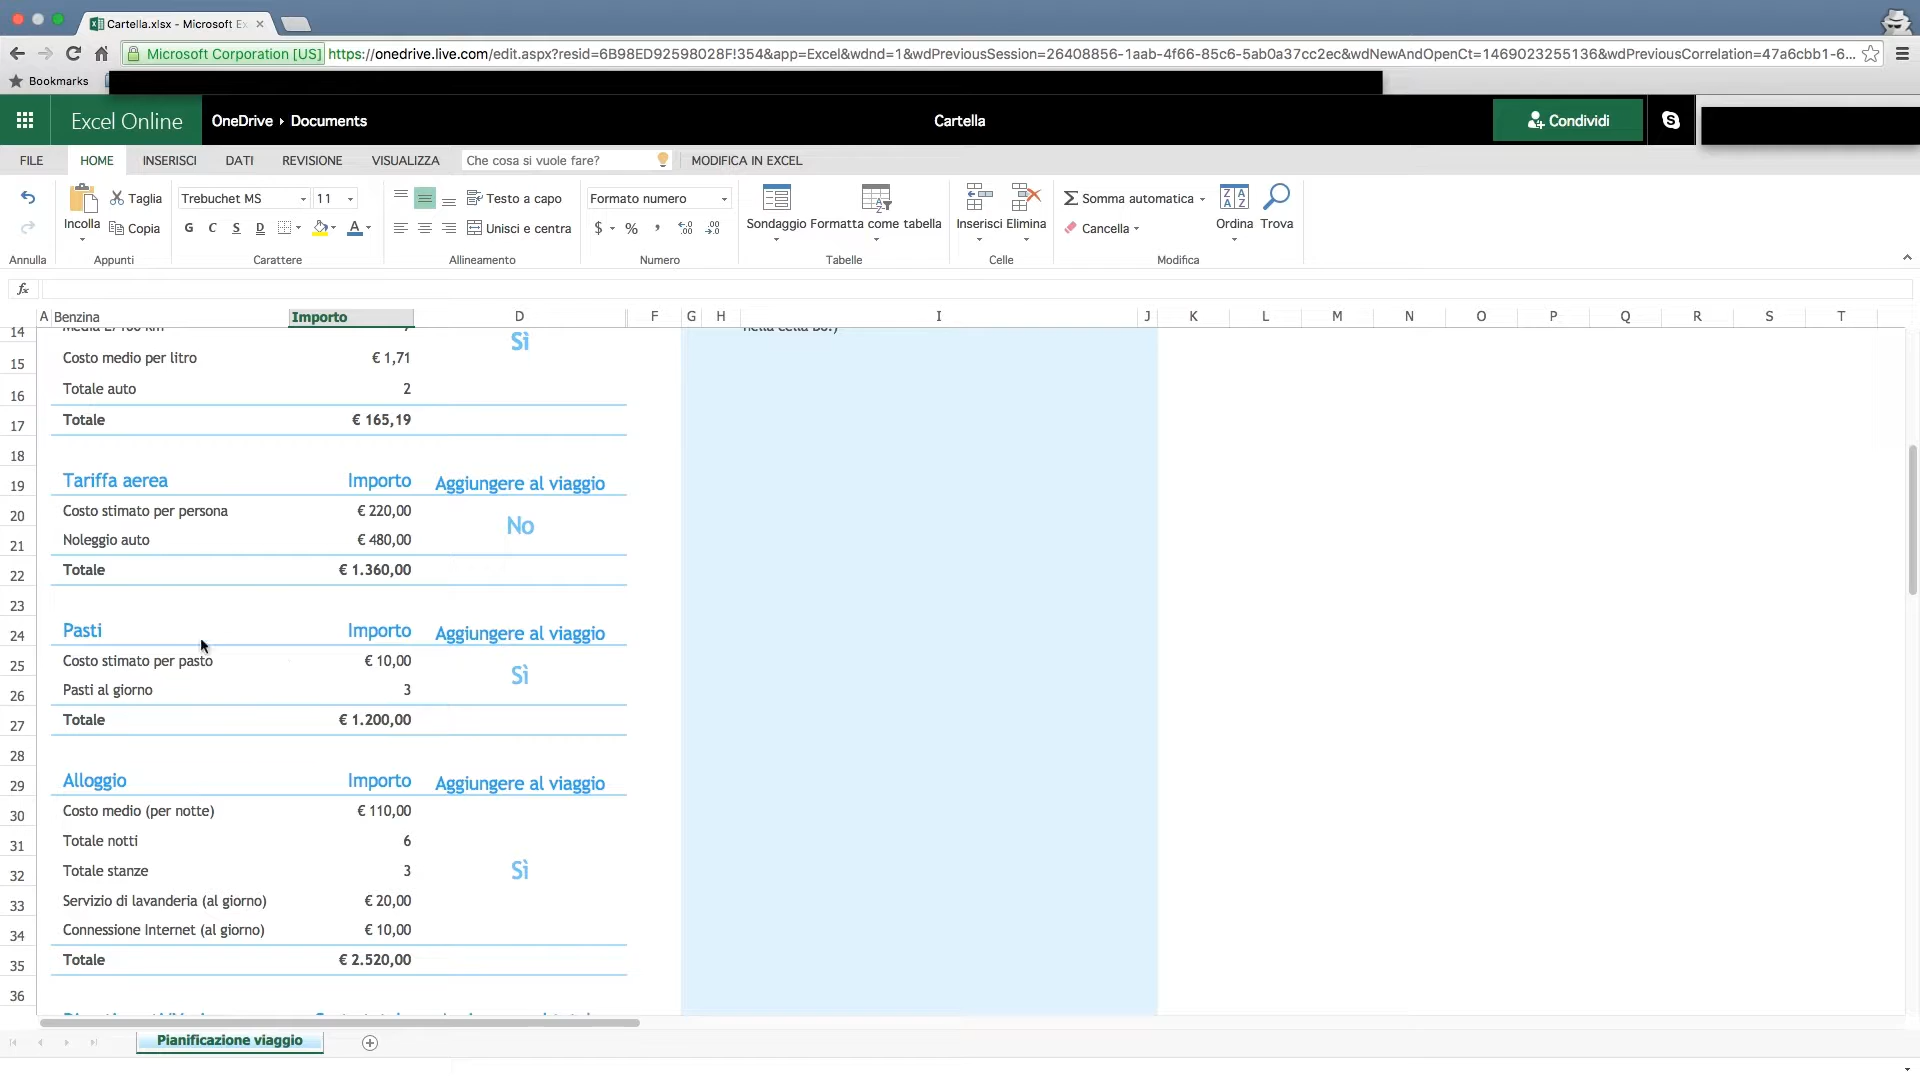 Cartella.xlsx - Microsoft Ex
Microsoft Corporation [US] https://onedrive.live.com/edit.aspx?resid=6B98ED92598028F!354&app=Excel&wdnd=1&wdPreviousSession=26408856-1aab-4f66-85c6-5ab0a37cc2ec&wdNewAndOpenCt=1469023255136&wdPreviousCorrelation=47a6cbb1-6...
Bookmarks
Excel Online OneDrive Documents Cartella Condividi
FILE HOME INSERISCI DATI REVISIONE VISUALIZZA Che cosa si vuole fare? MODIFICA IN EXCEL
Incolla Taglia Trebuchet MS 11 Testo a capo Formato numero Sondaggio Formatta come tabella Inserisci Elimina Somma automatica Ordina Trova
Copia G C S D A Unisci e centra $ % , Cancella
Annulla Appunti Carattere Allineamento Numero Tabelle Celle Modifica
fx
A Benzina Importo D F G H I J K L M N O P Q R S T
14 Media L/100 km 7 Sì nella cella B8.)
15 Costo medio per litro € 1,71
16 Totale auto 2
17 Totale € 165,19
18
19 Tariffa aerea Importo Aggiungere al viaggio
20 Costo stimato per persona € 220,00 No
21 Noleggio auto € 480,00
22 Totale € 1.360,00
23
24 Pasti Importo Aggiungere al viaggio
25 Costo stimato per pasto € 10,00 Sì
26 Pasti al giorno 3
27 Totale € 1.200,00
28
29 Alloggio Importo Aggiungere al viaggio
30 Costo medio (per notte) € 110,00
31 Totale notti 6
32 Totale stanze 3 Sì
33 Servizio di lavanderia (al giorno) € 20,00
34 Connessione Internet (al giorno) € 10,00
35 Totale € 2.520,00
36
Pianificazione viaggio